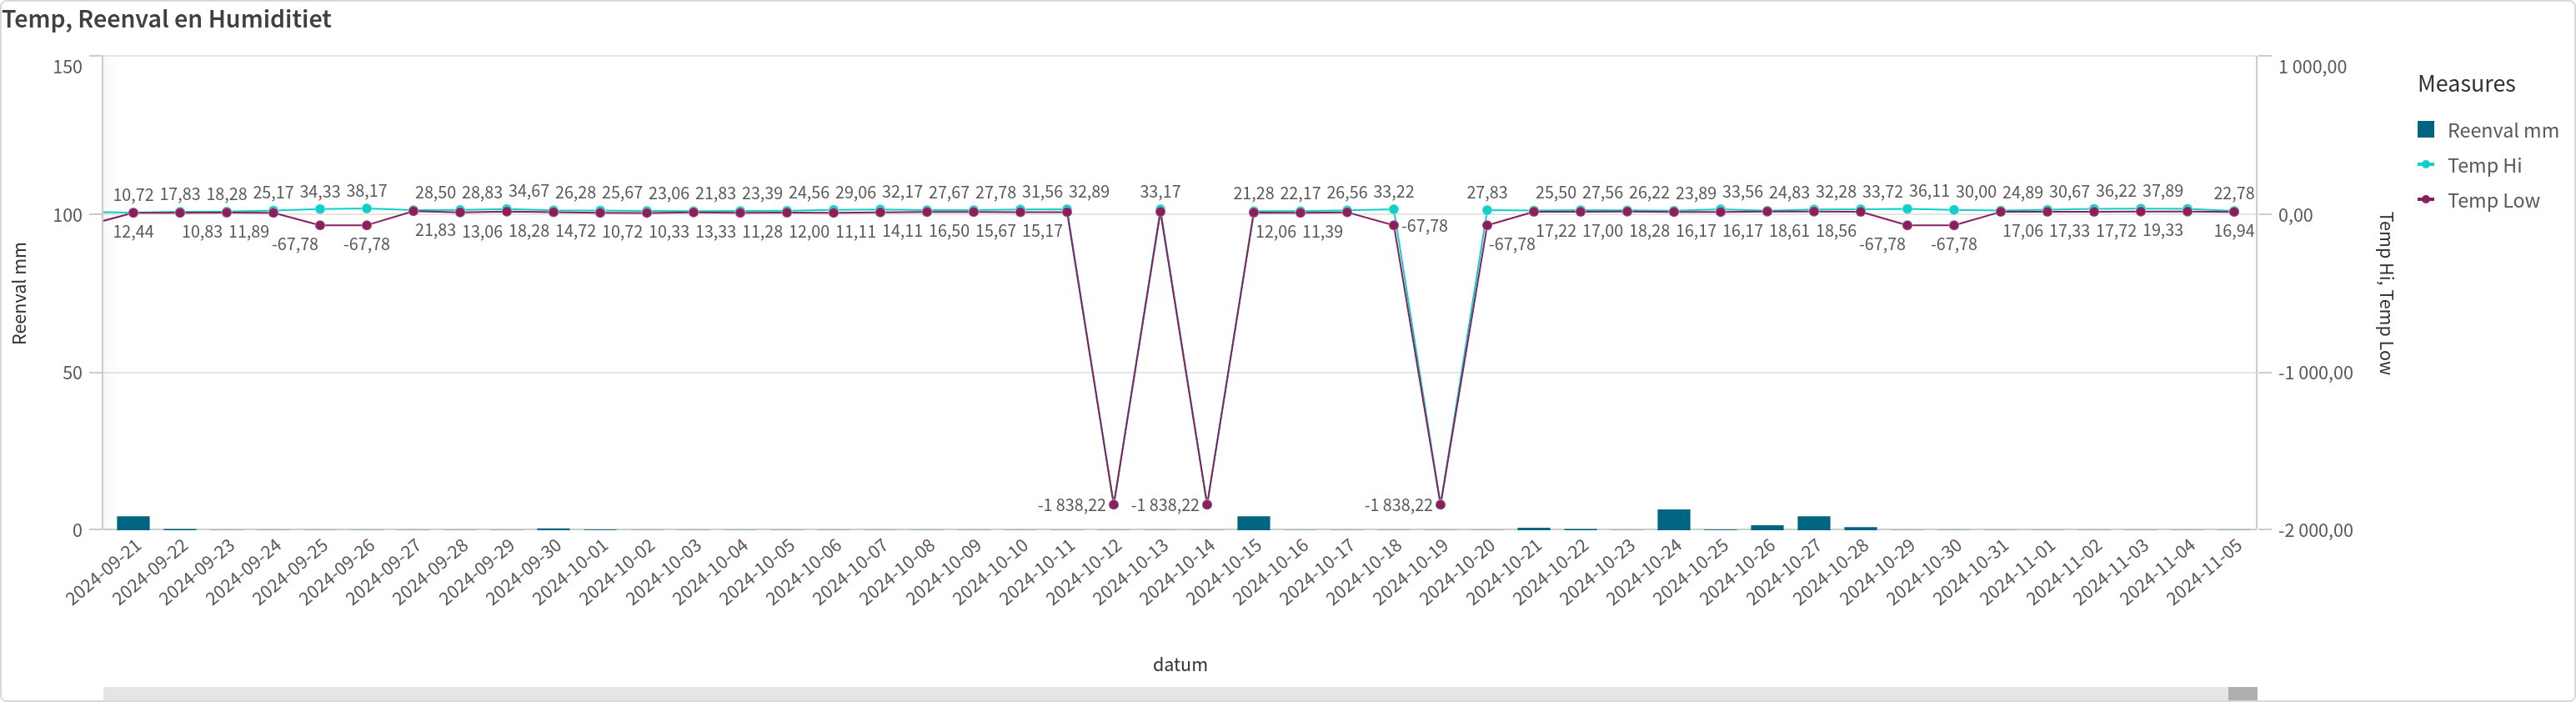 Temp, Reenval en Humiditiet
150
100
50
0
Reenval mm
1 000,00
0,00
-1 000,00
-2 000,00
Temp Hi, Temp Low
Measures
Reenval mm
Temp Hi
Temp Low
10,72 17,83 18,28 25,17 34,33 38,17 28,50 28,83 34,67 26,28 25,67 23,06 21,83 23,39 24,56 29,06 32,17 27,67 27,78 31,56 32,89 33,17 21,28 22,17 26,56 33,22 27,83 25,50 27,56 26,22 23,89 33,56 24,83 32,28 33,72 36,11 30,00 24,89 30,67 36,22 37,89 22,78
12,44 10,83 11,89 -67,78 -67,78 21,83 13,06 18,28 14,72 10,72 10,33 13,33 11,28 12,00 11,11 14,11 16,50 15,67 15,17 12,06 11,39 -67,78 -67,78 17,22 17,00 18,28 16,17 16,17 18,61 18,56 -67,78 -67,78 17,06 17,33 17,72 19,33 16,94
-1 838,22 -1 838,22 -1 838,22
2024-09-21 2024-09-22 2024-09-23 2024-09-24 2024-09-25 2024-09-26 2024-09-27 2024-09-28 2024-09-29 2024-09-30 2024-10-01 2024-10-02 2024-10-03 2024-10-04 2024-10-05 2024-10-06 2024-10-07 2024-10-08 2024-10-09 2024-10-10 2024-10-11 2024-10-12 2024-10-13 2024-10-14 2024-10-15 2024-10-16 2024-10-17 2024-10-18 2024-10-19 2024-10-20 2024-10-21 2024-10-22 2024-10-23 2024-10-24 2024-10-25 2024-10-26 2024-10-27 2024-10-28 2024-10-29 2024-10-30 2024-10-31 2024-11-01 2024-11-02 2024-11-03 2024-11-04 2024-11-05
datum